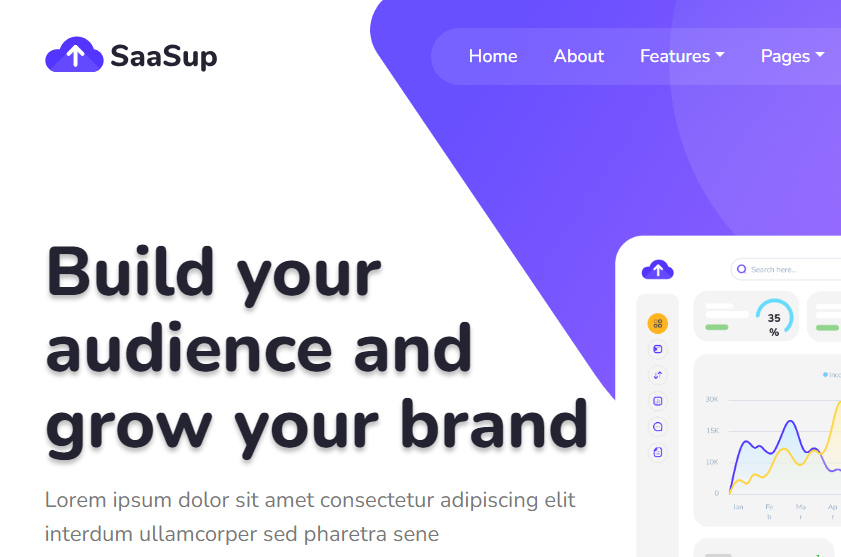 SaaSup
Home About Features Pages
Build your
audience and
grow your brand
Lorem ipsum dolor sit amet consectetur adipiscing elit
interdum ullamcorper sed pharetra sene
Search here...
35
%
30K
15K
10K
0
Jan Fe Ma Ap
b r r